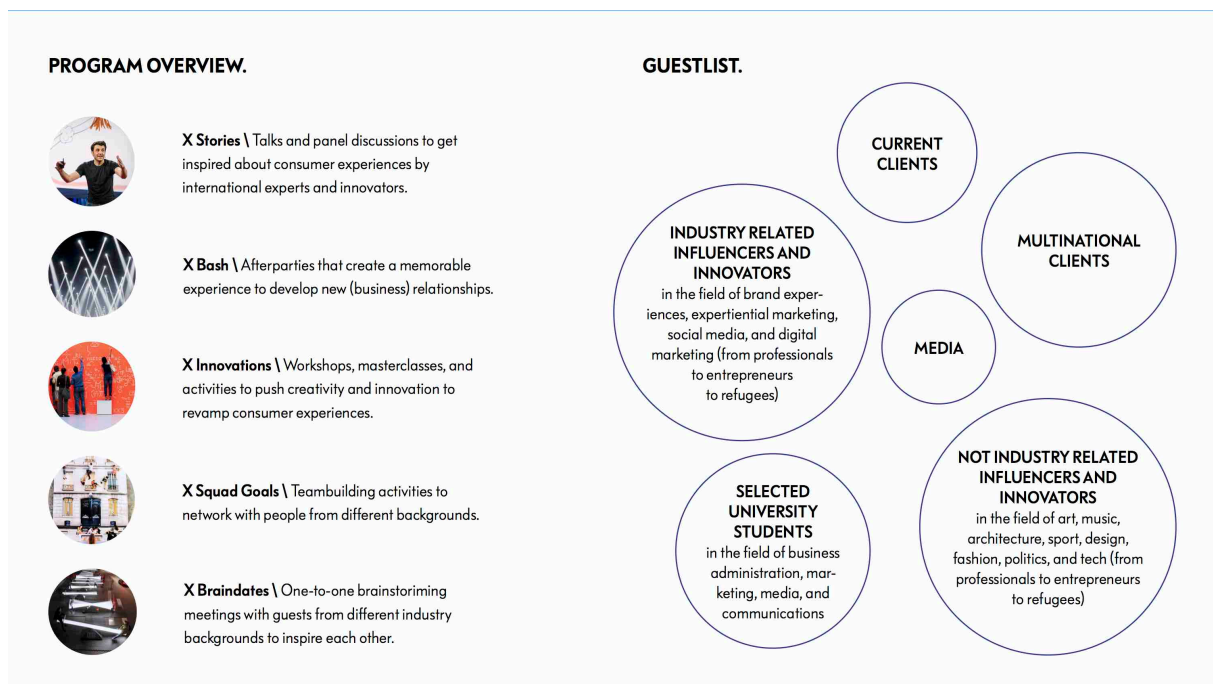 PROGRAM OVERVIEW.
X Stories \ Talks and panel discussions to get
inspired about consumer experiences by
international experts and innovators.
X Bash \ Afterparties that create a memorable
experience to develop new (business) relationships.
X Innovations \ Workshops, masterclasses, and
activities to push creativity and innovation to
revamp consumer experiences.
X Squad Goals \ Teambuilding activities to
network with people from different backgrounds.
X Braindates \ One-to-one brainstoriming
meetings with guests from different industry
backgrounds to inspire each other.
GUESTLIST.
CURRENT
CLIENTS
MULTINATIONAL
CLIENTS
INDUSTRY RELATED
INFLUENCERS AND
INNOVATORS
in the field of brand exper-
iences, expertiential marketing,
social media, and digital
marketing (from professionals
to entrepreneurs
to refugees)
MEDIA
SELECTED
UNIVERSITY
STUDENTS
in the field of business
administration, mar-
keting, media, and
communications
NOT INDUSTRY RELATED
INFLUENCERS AND
INNOVATORS
in the field of art, music,
architecture, sport, design,
fashion, politics, and tech (from
professionals to entrepreneurs
to refugees)